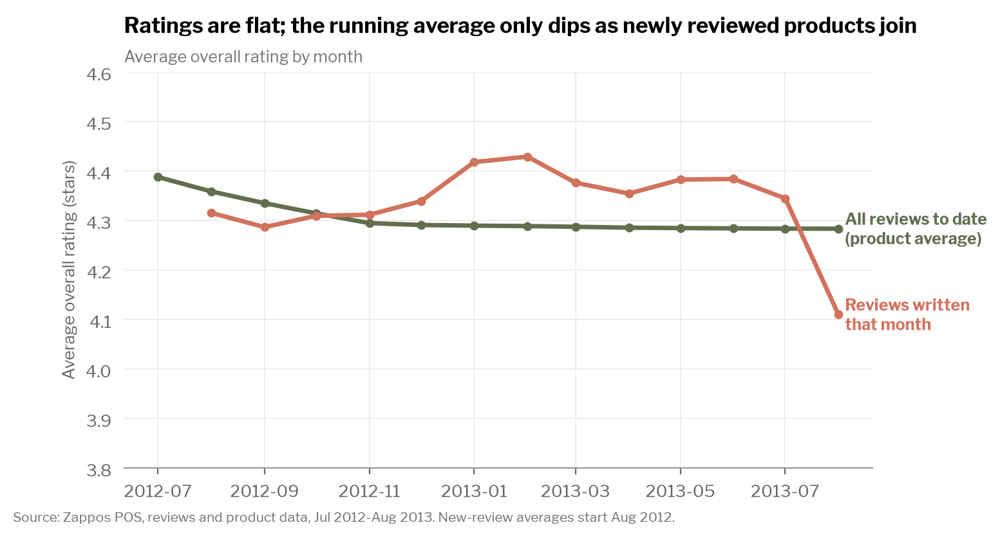 Ratings are flat; the running average only dips as newly reviewed products join
Average overall rating by month
Average overall rating (stars)
4.6
4.5
4.4
4.3
4.2
4.1
4.0
3.9
3.8
All reviews to date
(product average)
Reviews written
that month
2012-07
2012-09
2012-11
2013-01
2013-03
2013-05
2013-07
Source: Zappos POS, reviews and product data, Jul 2012-Aug 2013. New-review averages start Aug 2012.